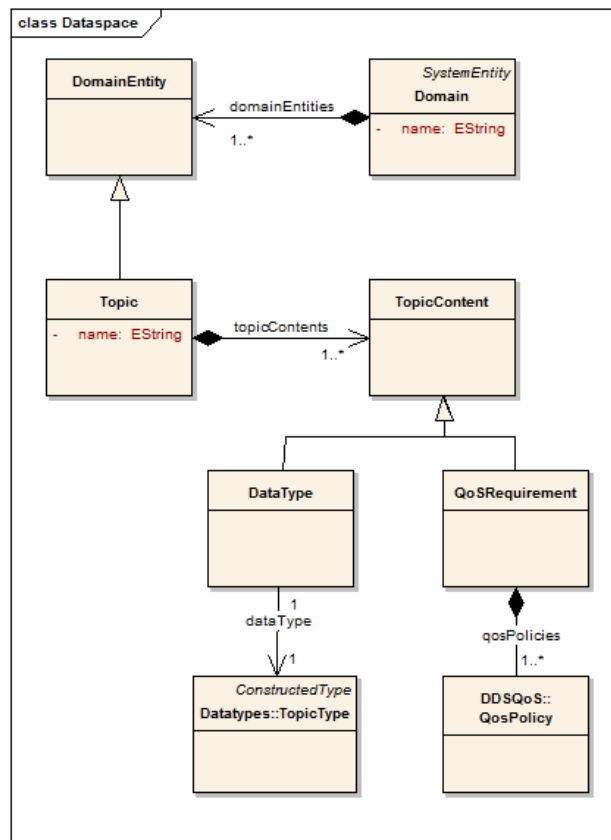 class Dataspace
DomainEntity
domainEntities
1..*
SystemEntity
Domain
- name: EString
Topic
- name: EString
topicContents
1..*
TopicContent
DataType
QoSRequirement
1
dataType
1
qosPolicies
1..*
ConstructedType
Datatypes::TopicType
DDSQoS::
QosPolicy